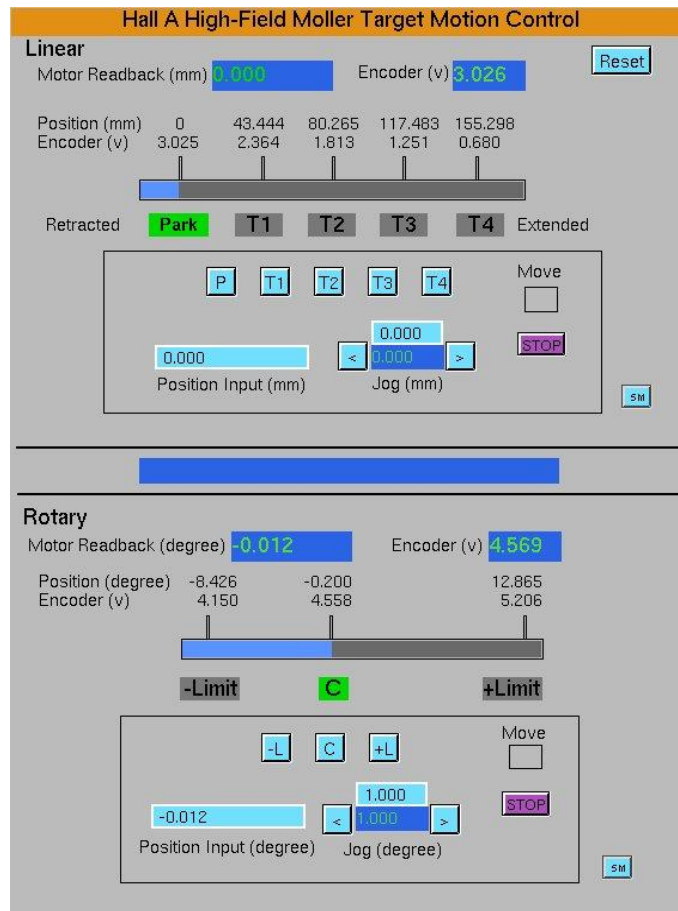 Hall A High-Field Moller Target Motion Control
Linear
Reset
Motor Readback (mm) 0.000 Encoder (v) 3.026
Position (mm) 0 43.444 80.265 117.483 155.298
Encoder (v) 3.025 2.364 1.813 1.251 0.680
Retracted Park T1 T2 T3 T4 Extended
P T1 T2 T3 T4 Move
0.000
0.000 < 0.000 > STOP
Position Input (mm) Jog (mm)
SM
Rotary
Motor Readback (degree) -0.012 Encoder (v) 4.569
Position (degree) -8.426 -0.200 12.865
Encoder (v) 4.150 4.558 5.206
-Limit C +Limit
-L C +L Move
1.000
-0.012 < 1.000 > STOP
Position Input (degree) Jog (degree)
SM